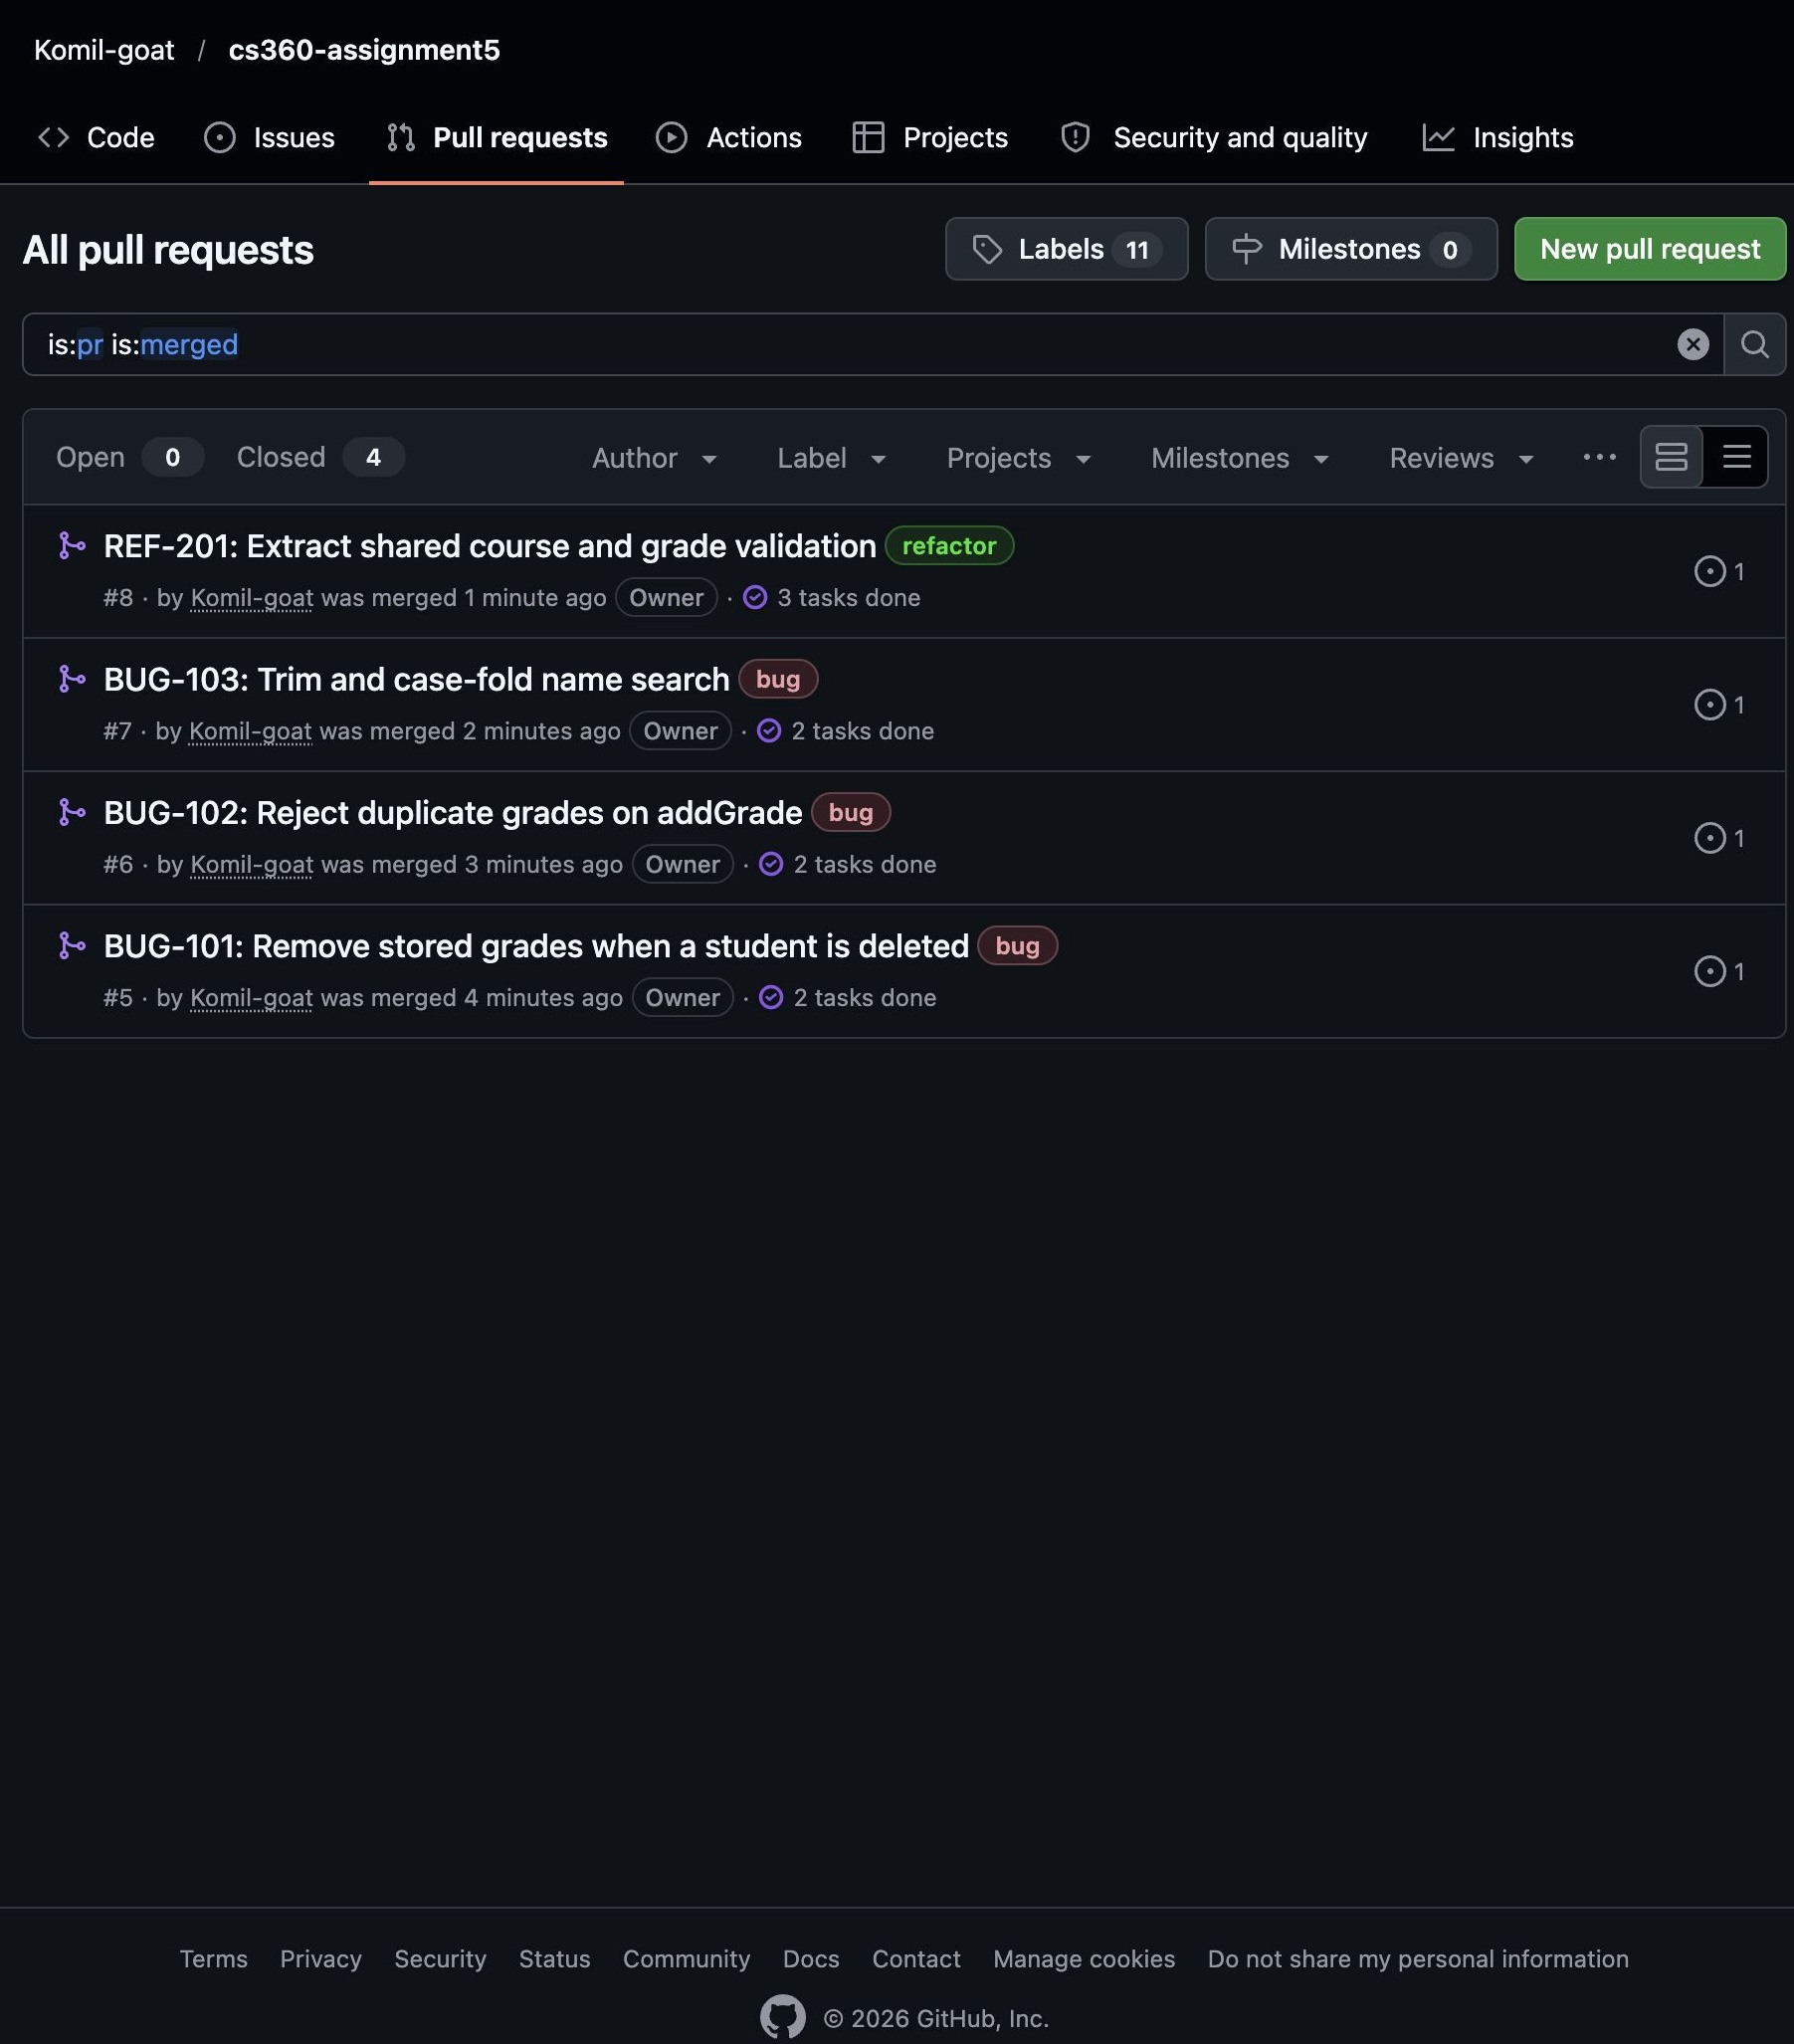 Komil-goat / cs360-assignment5
Code Issues Pull requests Actions Projects Security and quality Insights
All pull requests Labels 11 Milestones 0 New pull request
is:pr is:merged
Open 0 Closed 4 Author Label Projects Milestones Reviews ...
REF-201: Extract shared course and grade validation refactor
1
#8 · by Komil-goat was merged 1 minute ago Owner · 3 tasks done
BUG-103: Trim and case-fold name search bug
1
#7 · by Komil-goat was merged 2 minutes ago Owner · 2 tasks done
BUG-102: Reject duplicate grades on addGrade bug
1
#6 · by Komil-goat was merged 3 minutes ago Owner · 2 tasks done
BUG-101: Remove stored grades when a student is deleted bug
1
#5 · by Komil-goat was merged 4 minutes ago Owner · 2 tasks done
Terms Privacy Security Status Community Docs Contact Manage cookies Do not share my personal information
© 2026 GitHub, Inc.